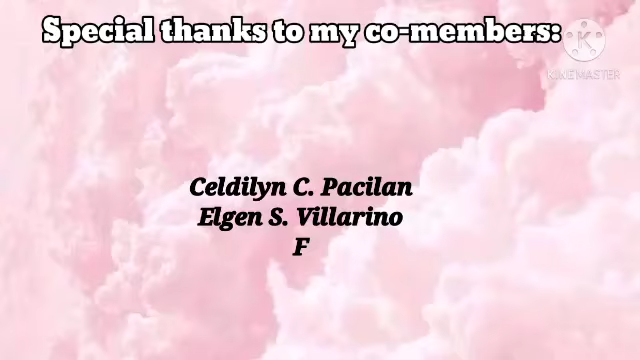 Special thanks to my co-members:
KINEMASTER
Celdilyn C. Pacilan
Elgen S. Villarino
F